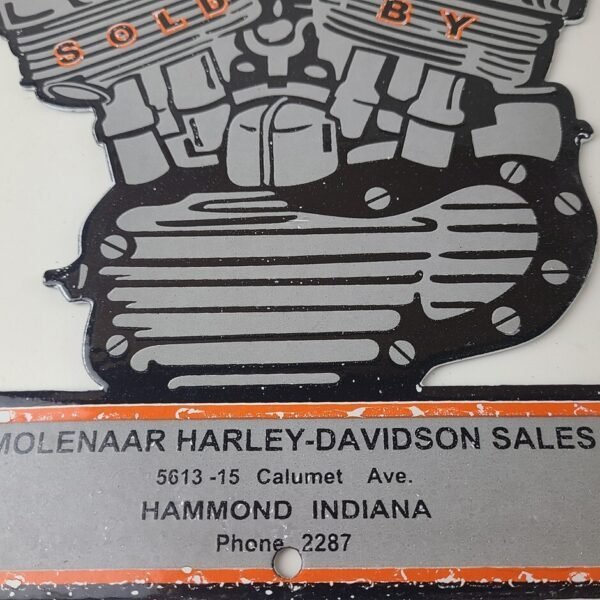 SOLD BY
MOLENAAR HARLEY-DAVIDSON SALES
5613 -15 Calumet Ave.
HAMMOND INDIANA
Phone 2287